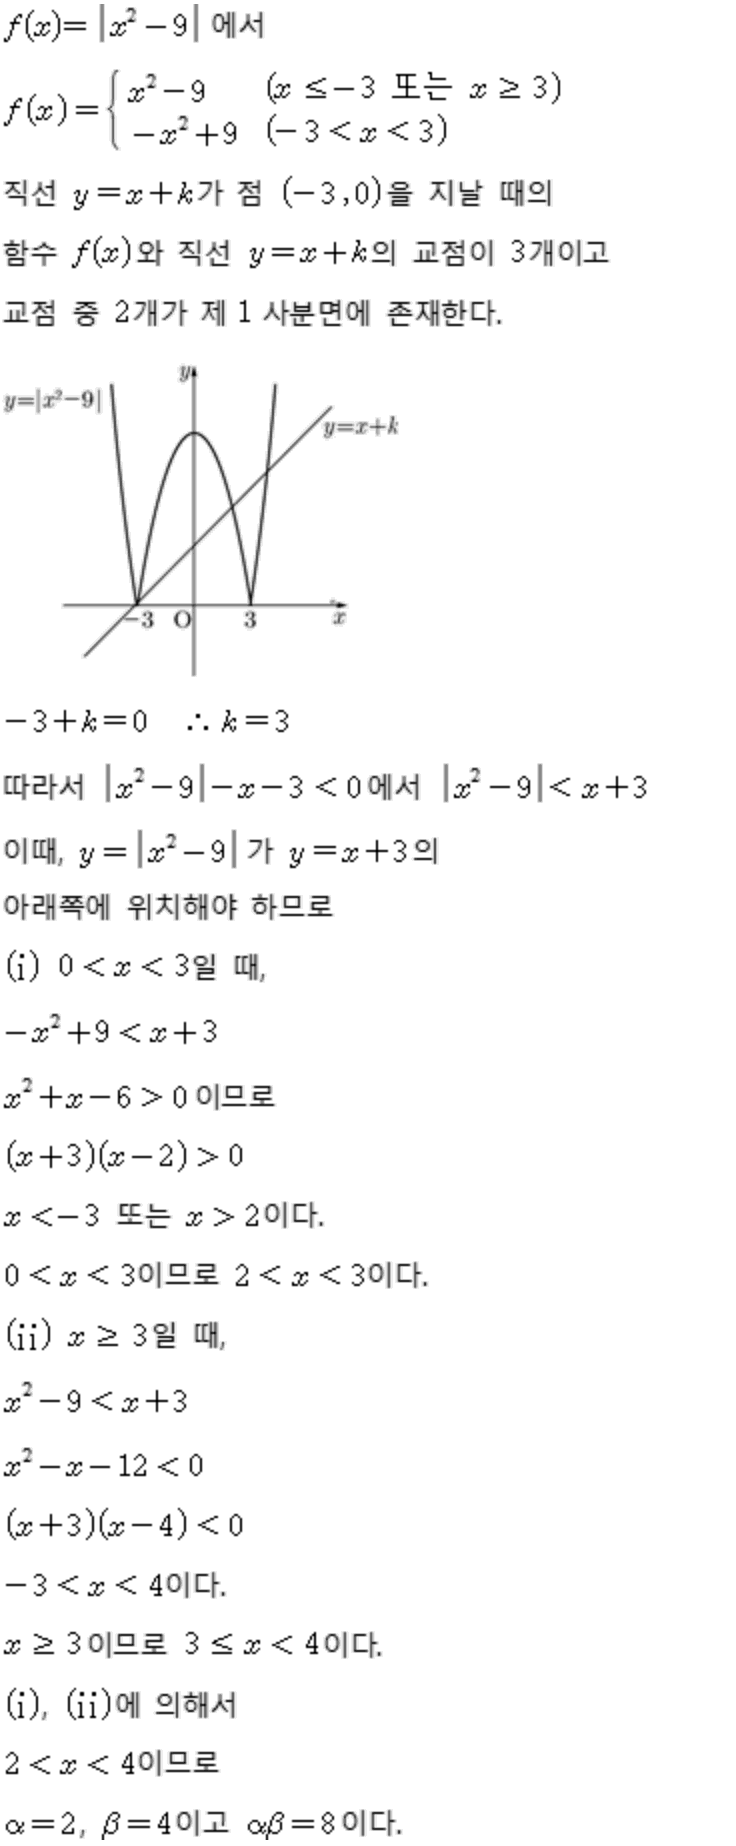 f(x)= |x²−9| 에서
f(x)= { x²−9 (x ≤−3 또는 x ≥ 3)
−x²+9 (−3<x<3)
직선 y=x+k가 점 (−3,0)을 지날 때의
함수 f(x)와 직선 y=x+k의 교점이 3개이고
교점 중 2개가 제 1 사분면에 존재한다.
y
y=|x²−9|
y=x+k
−3 O 3 x
−3+k=0 ∴ k=3
따라서 |x²−9|−x−3<0에서 |x²−9|< x+3
이때, y= |x²−9| 가 y=x+3의
아래쪽에 위치해야 하므로
(i) 0<x<3일 때,
−x²+9<x+3
x²+x−6>0이므로
(x+3)(x−2)>0
x<−3 또는 x>2이다.
0<x<3이므로 2<x<3이다.
(ii) x ≥ 3일 때,
x²−9<x+3
x²−x−12<0
(x+3)(x−4)<0
−3<x<4이다.
x ≥ 3이므로 3 ≤ x<4이다.
(i), (ii)에 의해서
2<x<4이므로
α=2, β=4이고 αβ=8이다.